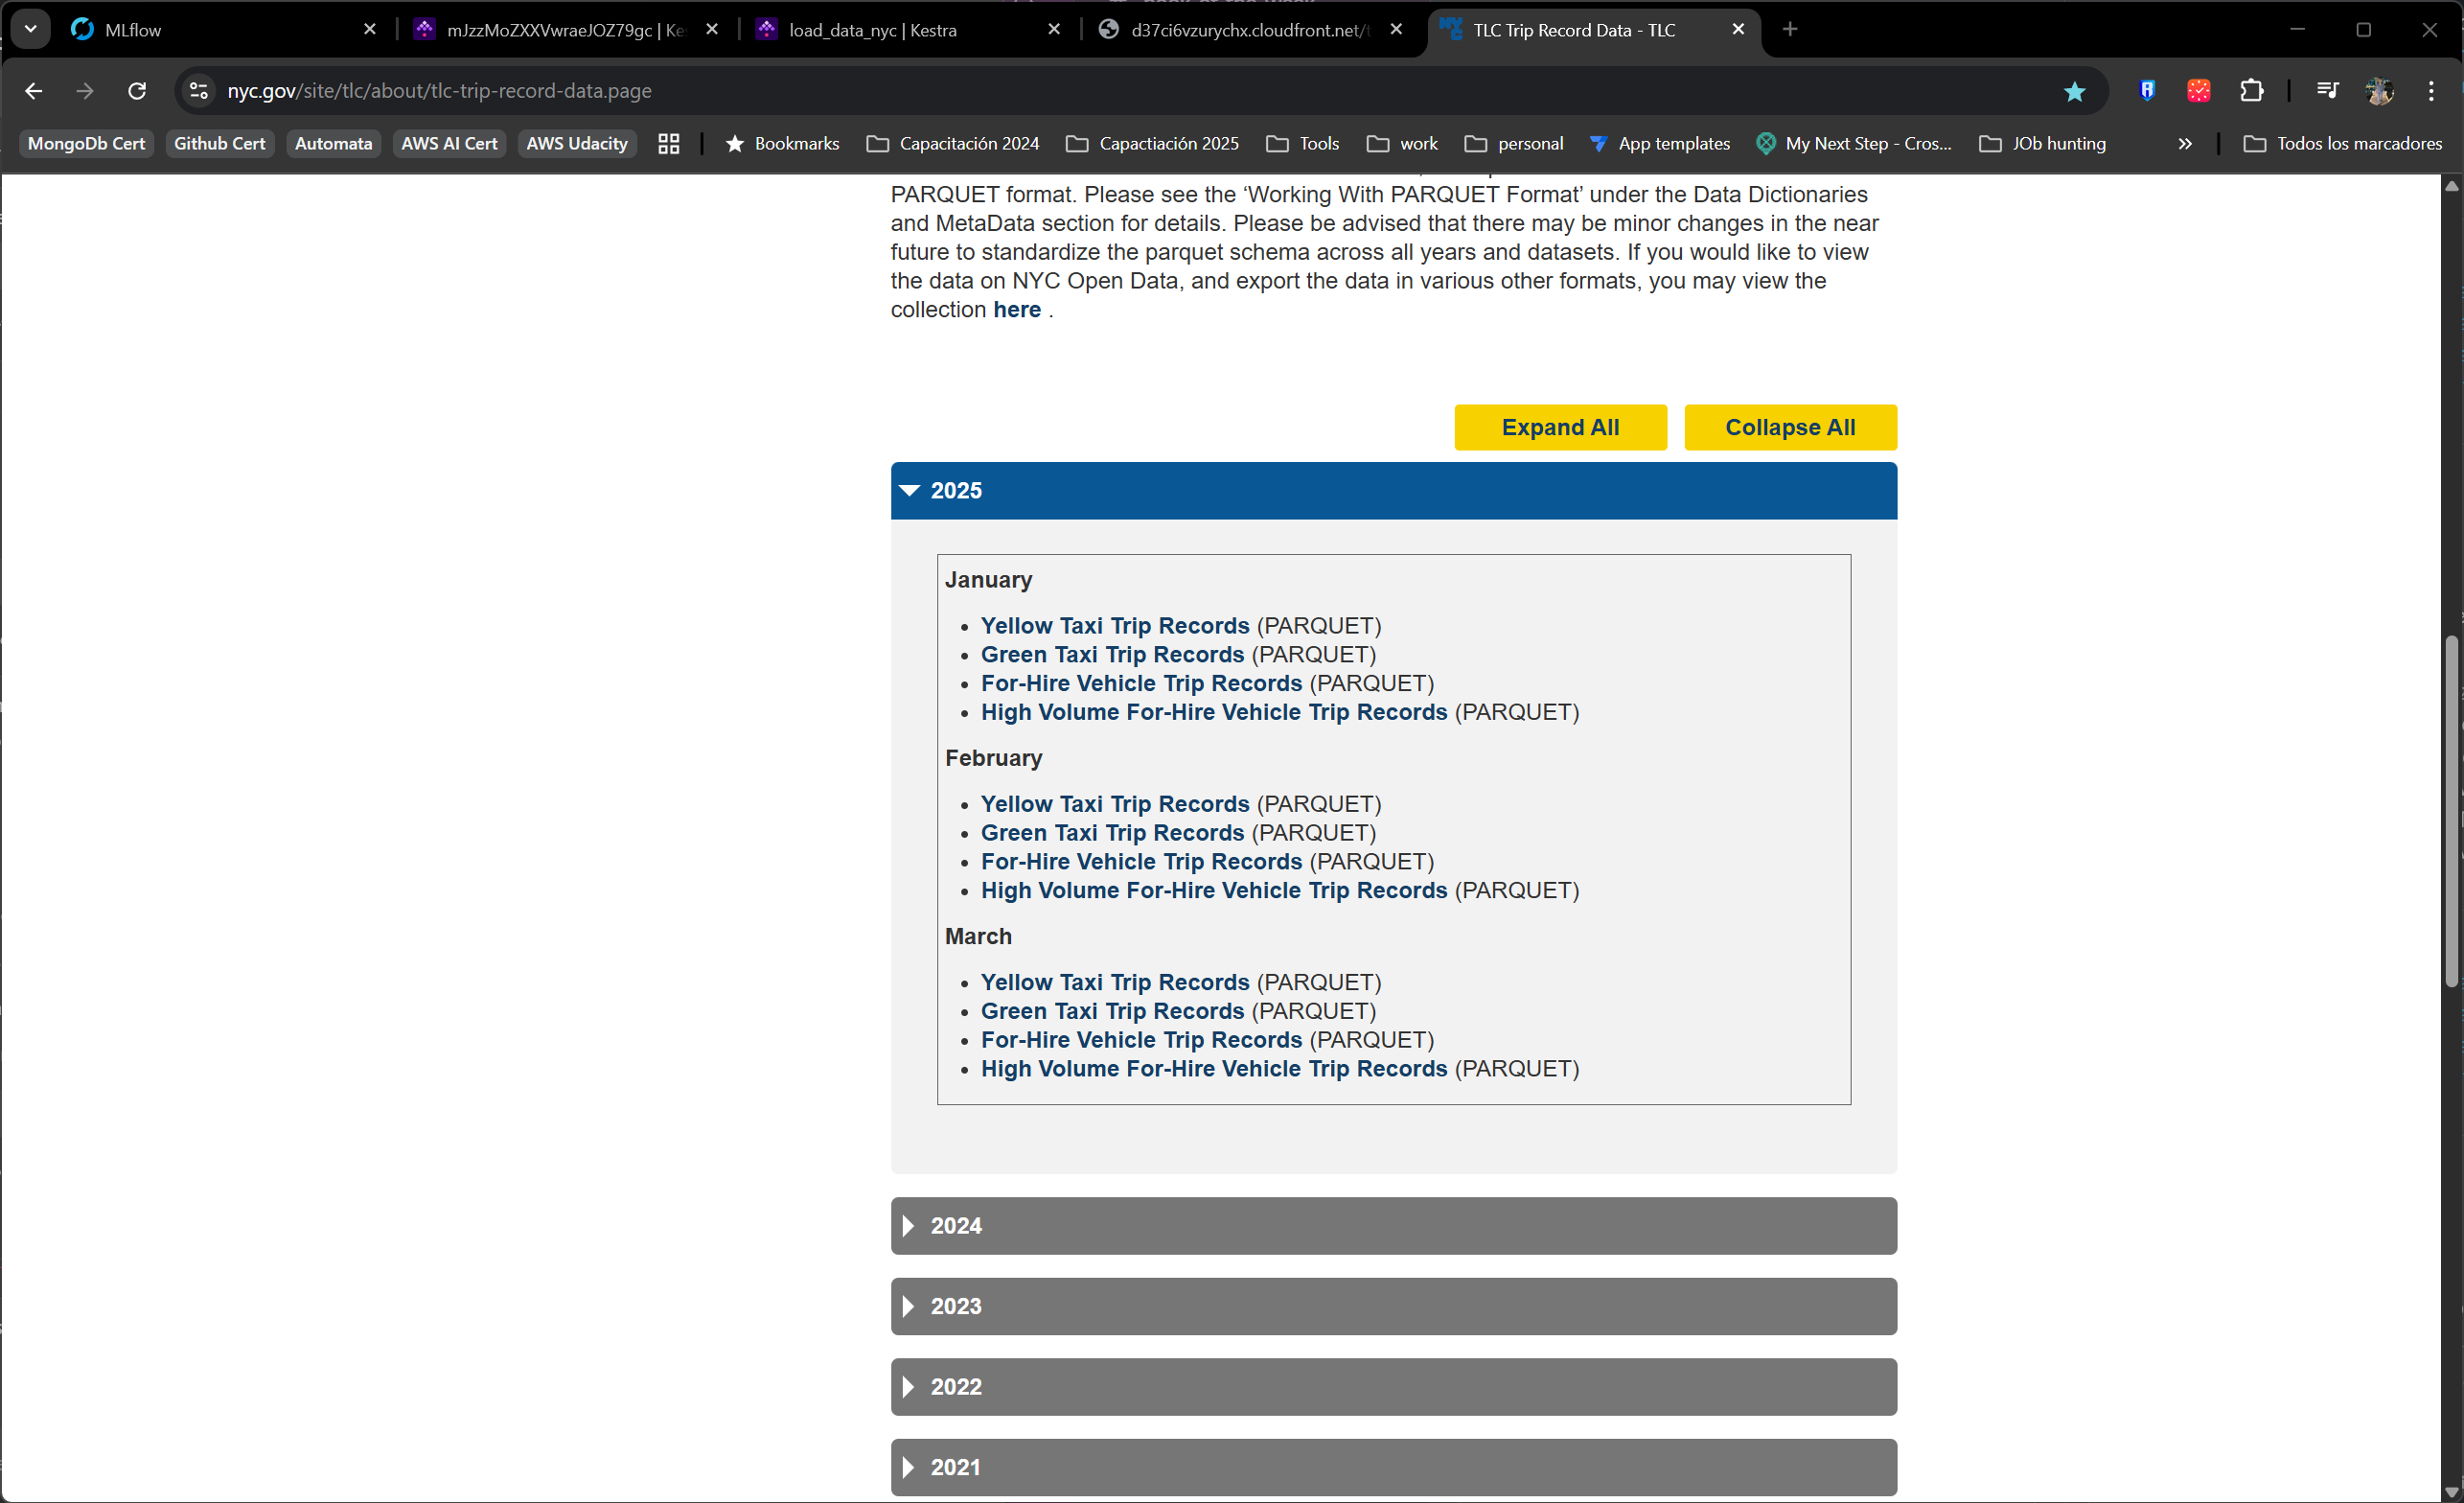 MLflow
mJzzMoZXXVwraeJOZ79gc | Ke
load_data_nyc | Kestra
d37ci6vzurychx.cloudfront.net/t
TLC Trip Record Data - TLC
nyc.gov/site/tlc/about/tlc-trip-record-data.page
MongoDb Cert
Github Cert
Automata
AWS AI Cert
AWS Udacity
Bookmarks
Capacitación 2024
Capactiación 2025
Tools
work
personal
App templates
My Next Step - Cros...
JOb hunting
»
Todos los marcadores
PARQUET format. Please see the ‘Working With PARQUET Format’ under the Data Dictionaries
and MetaData section for details. Please be advised that there may be minor changes in the near
future to standardize the parquet schema across all years and datasets. If you would like to view
the data on NYC Open Data, and export the data in various other formats, you may view the
collection here .
Expand All
Collapse All
2025
January
• Yellow Taxi Trip Records (PARQUET)
• Green Taxi Trip Records (PARQUET)
• For-Hire Vehicle Trip Records (PARQUET)
• High Volume For-Hire Vehicle Trip Records (PARQUET)
February
• Yellow Taxi Trip Records (PARQUET)
• Green Taxi Trip Records (PARQUET)
• For-Hire Vehicle Trip Records (PARQUET)
• High Volume For-Hire Vehicle Trip Records (PARQUET)
March
• Yellow Taxi Trip Records (PARQUET)
• Green Taxi Trip Records (PARQUET)
• For-Hire Vehicle Trip Records (PARQUET)
• High Volume For-Hire Vehicle Trip Records (PARQUET)
2024
2023
2022
2021